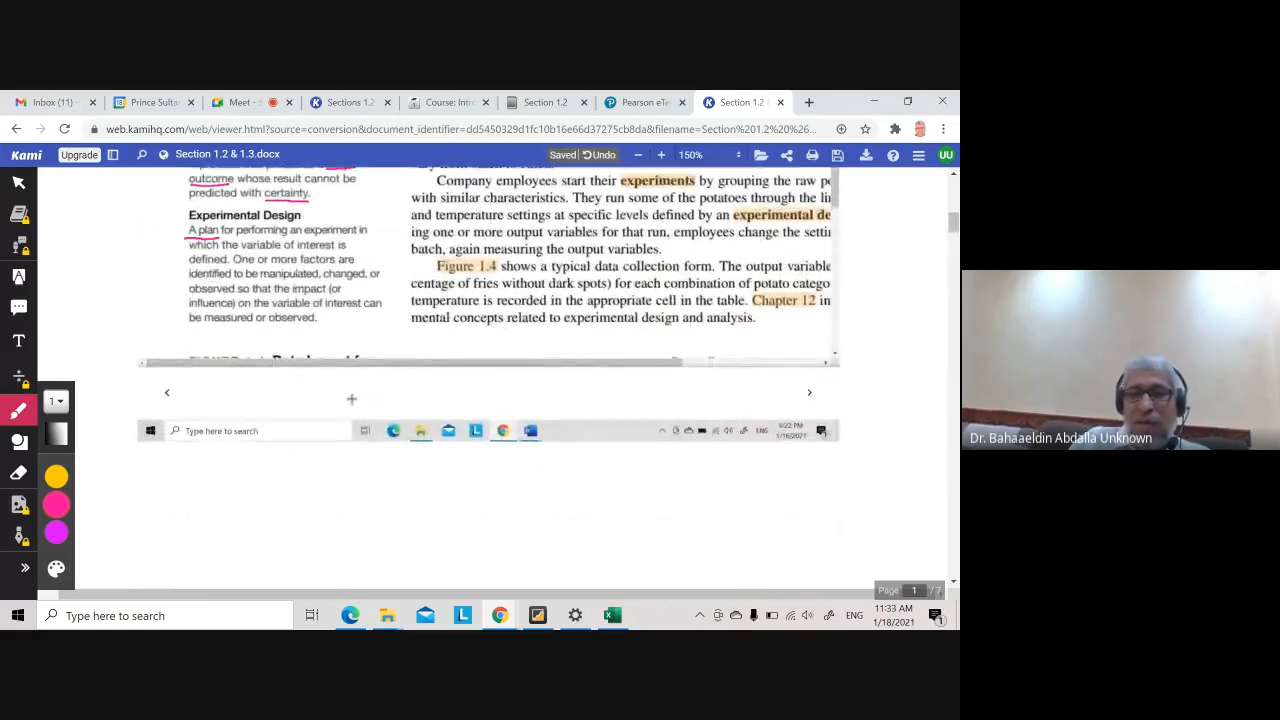 Inbox (11) -
Prince Sulta
Meet - S
Sections 1.2
Course: Intr
Section 1.2
Pearson eTe
Section 1.2
web.kamihq.com/web/viewer.html?source=conversion&document_identifier=dd5450329d1fc10b16e66d37275cb8da&filename=Section%201.2%20%26...
Kami
Upgrade
Section 1.2 & 1.3.docx
Saved
Undo
150%
UU
outcome whose result cannot be
predicted with certainty.
Experimental Design
A plan for performing an experiment in
which the variable of interest is
defined. One or more factors are
identified to be manipulated, changed, or
observed so that the impact (or
influence) on the variable of interest can
be measured or observed.
Company employees start their experiments by grouping the raw p
with similar characteristics. They run some of the potatoes through the li
and temperature settings at specific levels defined by an experimental de
ing one or more output variables for that run, employees change the setti
batch, again measuring the output variables.
Figure 1.4 shows a typical data collection form. The output variable
centage of fries without dark spots) for each combination of potato catego
temperature is recorded in the appropriate cell in the table. Chapter 12 in
mental concepts related to experimental design and analysis.
Type here to search
ENG
6:22 PM
1/16/2021
1
Page 1 / 7
Type here to search
ENG
11:33 AM
1/18/2021
1
Dr. Bahaaeldin Abdalla Unknown